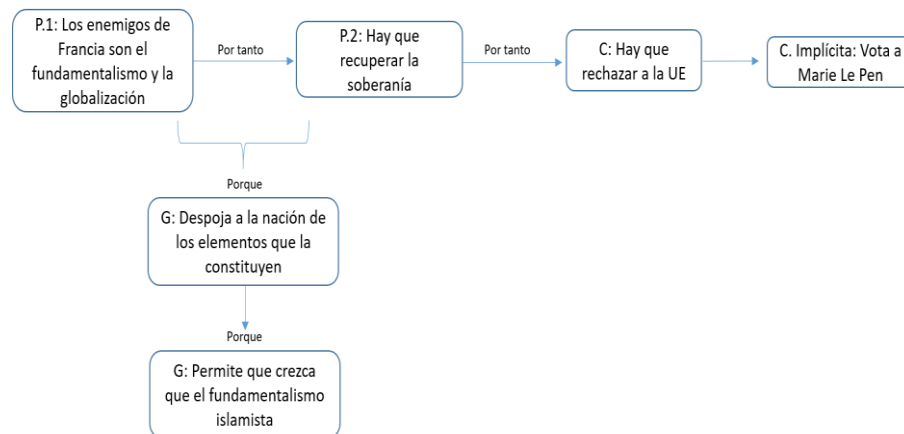 P.1: Los enemigos de
Francia son el
fundamentalismo y la
globalización
Por tanto
P.2: Hay que
recuperar la
soberanía
Por tanto
C: Hay que
rechazar a la UE
C. Implícita: Vota a
Marie Le Pen
Porque
G: Despoja a la nación de
los elementos que la
constituyen
Porque
G: Permite que crezca
que el fundamentalismo
islamista